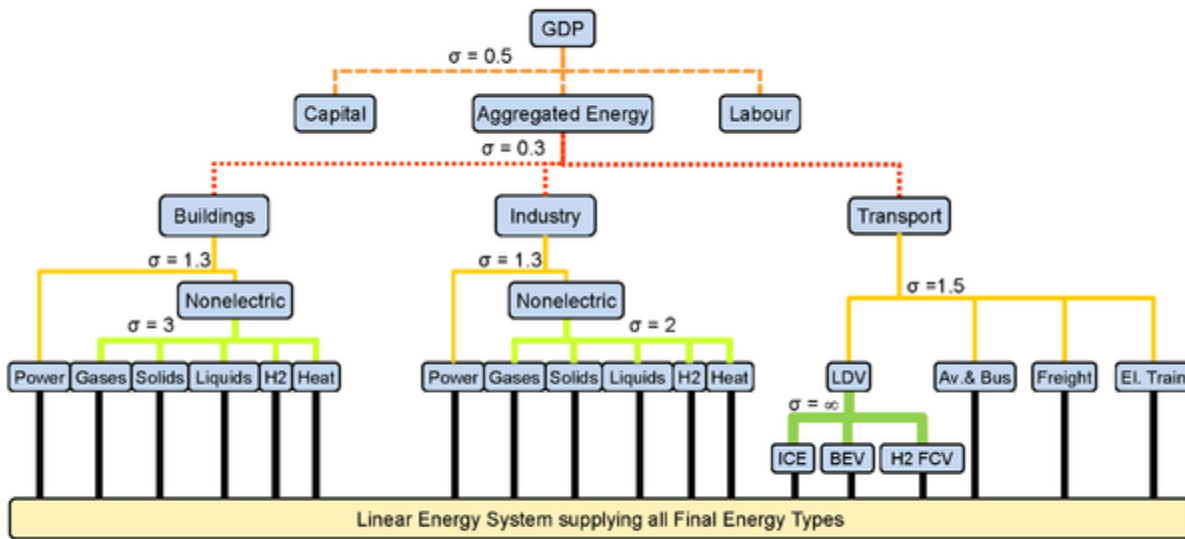 GDP
σ = 0.5
Capital
Aggregated Energy
Labour
σ = 0.3
Buildings
Industry
Transport
σ = 1.3
σ = 1.3
σ =1.5
Nonelectric
Nonelectric
σ = 3
σ = 2
Power
Gases
Solids
Liquids
H2
Heat
Power
Gases
Solids
Liquids
H2
Heat
LDV
Av.& Bus
Freight
El. Train
σ = ∞
ICE
BEV
H2 FCV
Linear Energy System supplying all Final Energy Types